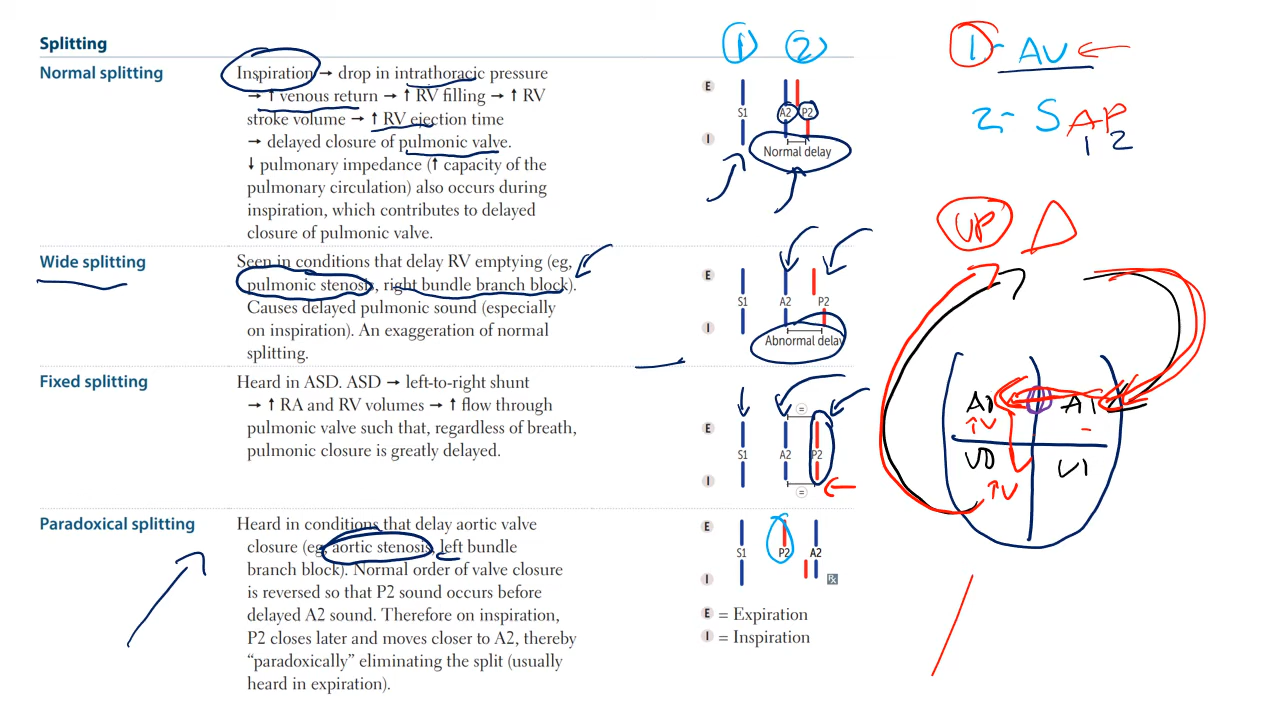 Splitting
Normal splitting
Inspiration → drop in intrathoracic pressure
→ ↑ venous return → ↑ RV filling → ↑ RV
stroke volume → ↑ RV ejection time
→ delayed closure of pulmonic valve.
↓ pulmonary impedance (↑ capacity of the
pulmonary circulation) also occurs during
inspiration, which contributes to delayed
closure of pulmonic valve.
1 2
E
S1 A2 P2
I
Normal delay
Wide splitting
Seen in conditions that delay RV emptying (eg,
pulmonic stenosis, right bundle branch block).
Causes delayed pulmonic sound (especially
on inspiration). An exaggeration of normal
splitting.
E
S1 A2 P2
I
Abnormal delay
Fixed splitting
Heard in ASD. ASD → left-to-right shunt
→ ↑ RA and RV volumes → ↑ flow through
pulmonic valve such that, regardless of breath,
pulmonic closure is greatly delayed.
=
E
S1 A2 P2
I
=
Paradoxical splitting
Heard in conditions that delay aortic valve
closure (eg, aortic stenosis, left bundle
branch block). Normal order of valve closure
is reversed so that P2 sound occurs before
delayed A2 sound. Therefore on inspiration,
P2 closes later and moves closer to A2, thereby
“paradoxically” eliminating the split (usually
heard in expiration).
E
S1 P2 A2
I
℞
E = Expiration
I = Inspiration
1- AV
2- SAP
1 2
VP
AD AI
↑V
VD VI
↑V